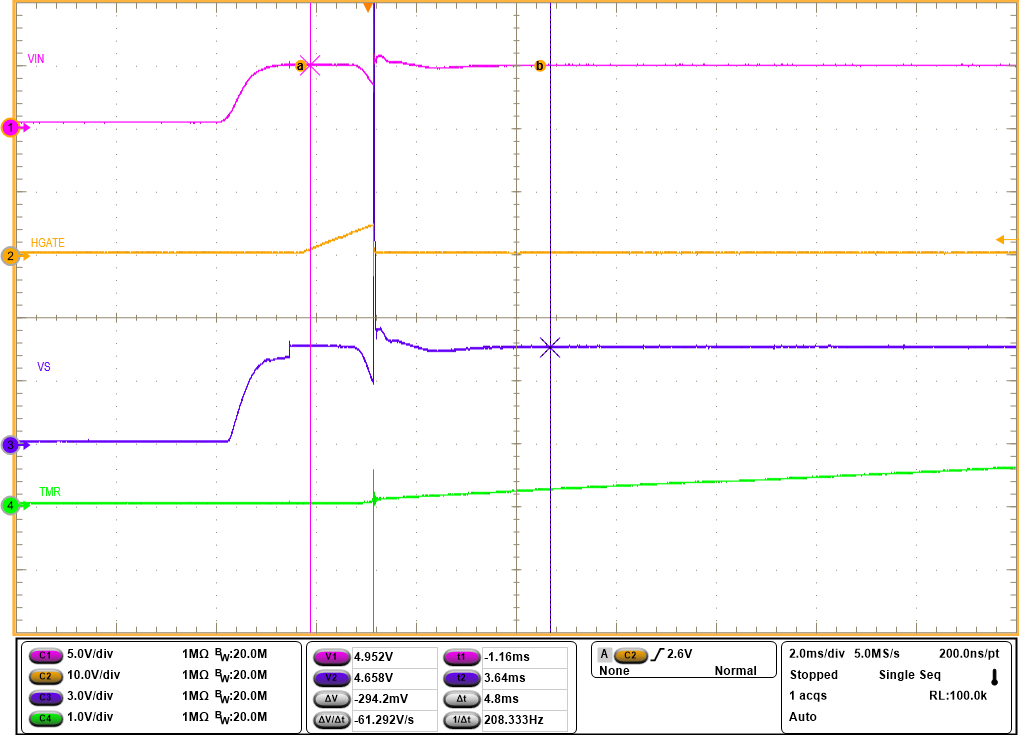 VIN
a
b
1
HGATE
2
VS
3
TMR
4
C1 5.0V/div 1MΩ BW:20.0M
C2 10.0V/div 1MΩ BW:20.0M
C3 3.0V/div 1MΩ BW:20.0M
C4 1.0V/div 1MΩ BW:20.0M
V1 4.952V t1 -1.16ms
V2 4.658V t2 3.64ms
ΔV -294.2mV Δt 4.8ms
ΔV/Δt -61.292V/s 1/Δt 208.333Hz
A C2 2.6V
None Normal
2.0ms/div 5.0MS/s 200.0ns/pt
Stopped Single Seq
1 acqs RL:100.0k
Auto